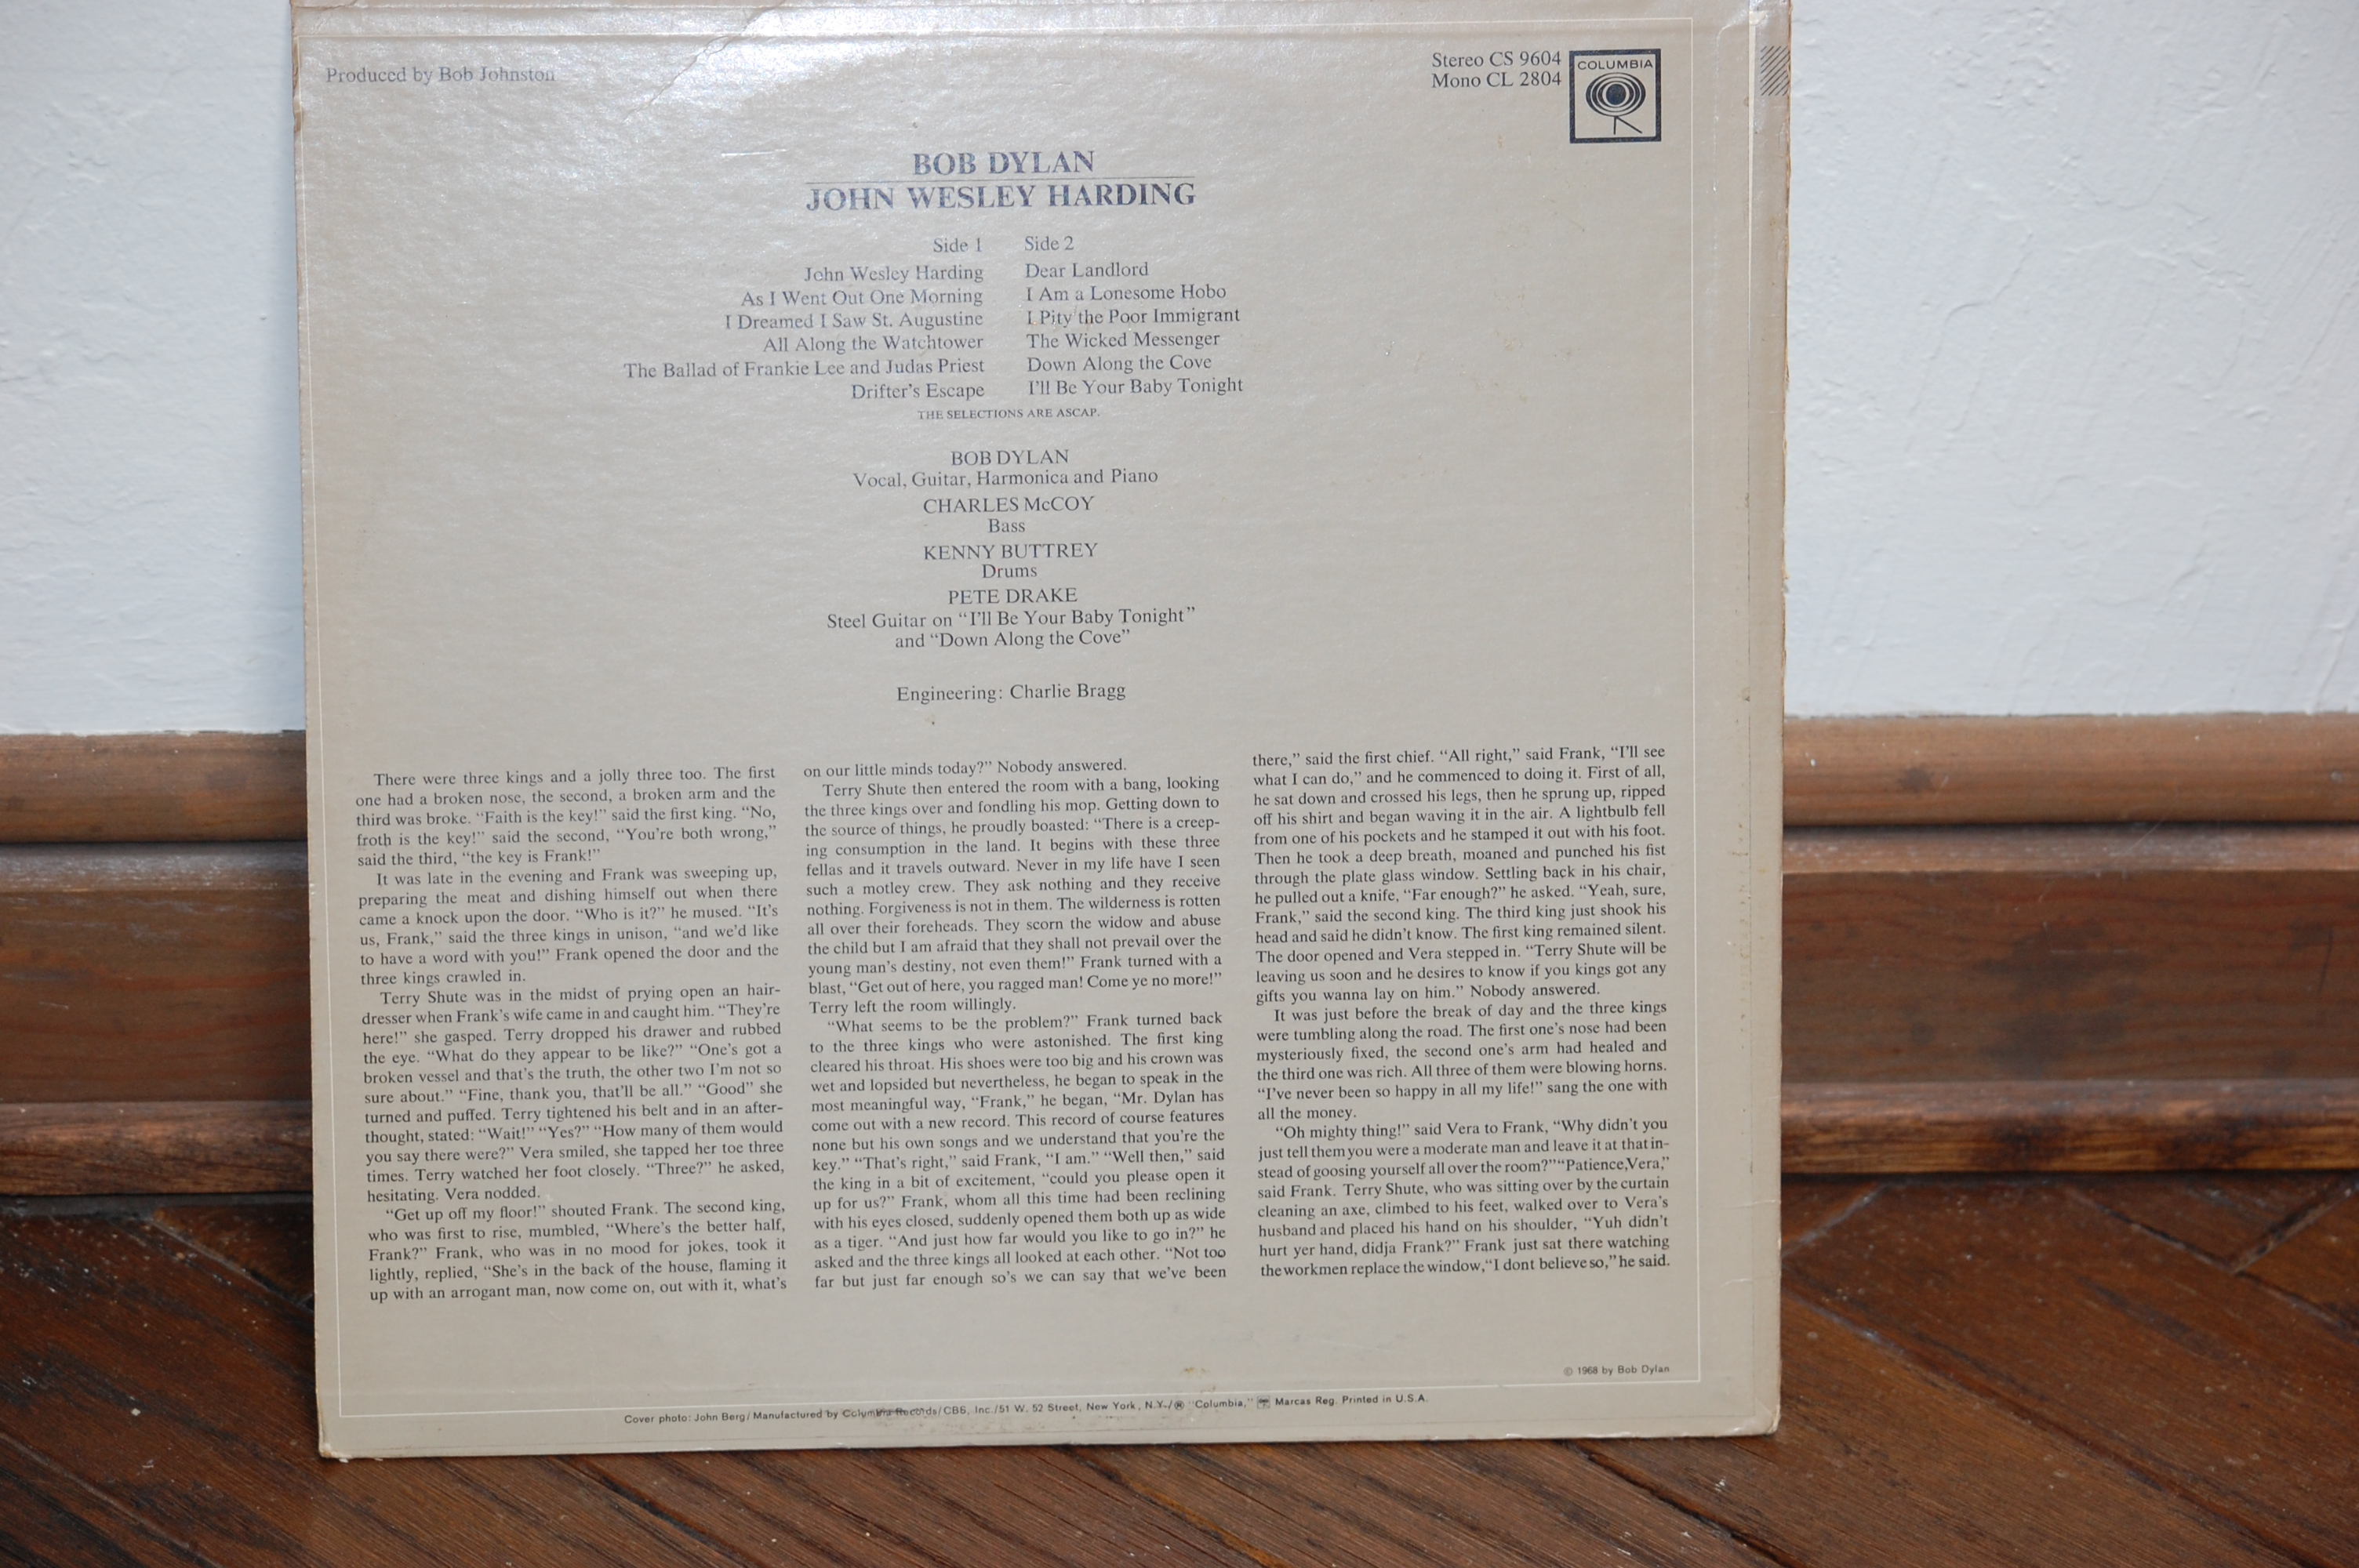 Produced by Bob Johnston
Stereo CS 9604
Mono CL 2804
COLUMBIA
BOB DYLAN
JOHN WESLEY HARDING
Side 1
John Wesley Harding
As I Went Out One Morning
I Dreamed I Saw St. Augustine
All Along the Watchtower
The Ballad of Frankie Lee and Judas Priest
Drifter's Escape
Side 2
Dear Landlord
I Am a Lonesome Hobo
I Pity the Poor Immigrant
The Wicked Messenger
Down Along the Cove
I'll Be Your Baby Tonight
THE SELECTIONS ARE ASCAP.
BOB DYLAN
Vocal, Guitar, Harmonica and Piano
CHARLES McCOY
Bass
KENNY BUTTREY
Drums
PETE DRAKE
Steel Guitar on “I'll Be Your Baby Tonight”
and “Down Along the Cove”
Engineering: Charlie Bragg
There were three kings and a jolly three too. The first
one had a broken nose, the second, a broken arm and the
third was broke. “Faith is the key!” said the first king. “No,
froth is the key!” said the second, “You're both wrong,”
said the third, “the key is Frank!”
It was late in the evening and Frank was sweeping up,
preparing the meat and dishing himself out when there
came a knock upon the door. “Who is it?” he mused. “It's
us, Frank,” said the three kings in unison, “and we'd like
to have a word with you!” Frank opened the door and the
three kings crawled in.
Terry Shute was in the midst of prying open an hair-
dresser when Frank's wife came in and caught him. “They're
here!” she gasped. Terry dropped his drawer and rubbed
the eye. “What do they appear to be like?” “One's got a
broken vessel and that's the truth, the other two I'm not so
sure about.” “Fine, thank you, that'll be all.” “Good” she
turned and puffed. Terry tightened his belt and in an after-
thought, stated: “Wait!” “Yes?” “How many of them would
you say there were?” Vera smiled, she tapped her toe three
times. Terry watched her foot closely. “Three?” he asked,
hesitating. Vera nodded.
“Get up off my floor!” shouted Frank. The second king,
who was first to rise, mumbled, “Where's the better half,
Frank?” Frank, who was in no mood for jokes, took it
lightly, replied, “She's in the back of the house, flaming it
up with an arrogant man, now come on, out with it, what's
on our little minds today?” Nobody answered.
Terry Shute then entered the room with a bang, looking
the three kings over and fondling his mop. Getting down to
the source of things, he proudly boasted: “There is a creep-
ing consumption in the land. It begins with these three
fellas and it travels outward. Never in my life have I seen
such a motley crew. They ask nothing and they receive
nothing. Forgiveness is not in them. The wilderness is rotten
all over their foreheads. They scorn the widow and abuse
the child but I am afraid that they shall not prevail over the
young man's destiny, not even them!” Frank turned with a
blast, “Get out of here, you ragged man! Come ye no more!”
Terry left the room willingly.
“What seems to be the problem?” Frank turned back
to the three kings who were astonished. The first king
cleared his throat. His shoes were too big and his crown was
wet and lopsided but nevertheless, he began to speak in the
most meaningful way, “Frank,” he began, “Mr. Dylan has
come out with a new record. This record of course features
none but his own songs and we understand that you're the
key.” “That's right,” said Frank, “I am.” “Well then,” said
the king in a bit of excitement, “could you please open it
up for us?” Frank, whom all this time had been reclining
with his eyes closed, suddenly opened them both up as wide
as a tiger. “And just how far would you like to go in?” he
asked and the three kings all looked at each other. “Not too
far but just far enough so's we can say that we've been
there,” said the first chief. “All right,” said Frank, “I'll see
what I can do,” and he commenced to doing it. First of all,
he sat down and crossed his legs, then he sprung up, ripped
off his shirt and began waving it in the air. A lightbulb fell
from one of his pockets and he stamped it out with his foot.
Then he took a deep breath, moaned and punched his fist
through the plate glass window. Settling back in his chair,
he pulled out a knife, “Far enough?” he asked. “Yeah, sure,
Frank,” said the second king. The third king just shook his
head and said he didn't know. The first king remained silent.
The door opened and Vera stepped in. “Terry Shute will be
leaving us soon and he desires to know if you kings got any
gifts you wanna lay on him.” Nobody answered.
It was just before the break of day and the three kings
were tumbling along the road. The first one's nose had been
mysteriously fixed, the second one's arm had healed and
the third one was rich. All three of them were blowing horns.
“I've never been so happy in all my life!” sang the one with
all the money.
“Oh mighty thing!” said Vera to Frank, “Why didn't you
just tell them you were a moderate man and leave it at that in-
stead of goosing yourself all over the room?” “Patience, Vera,”
said Frank. Terry Shute, who was sitting over by the curtain
cleaning an axe, climbed to his feet, walked over to Vera's
husband and placed his hand on his shoulder, “Yuh didn't
hurt yer hand, didja Frank?” Frank just sat there watching
the workmen replace the window, “I dont believe so,” he said.
© 1968 by Bob Dylan
Cover photo: John Berg/Manufactured by Columbia Records/CBS, Inc./51 W. 52 Street, New York, N.Y./® “Columbia,” Marcas Reg. Printed in U.S.A.